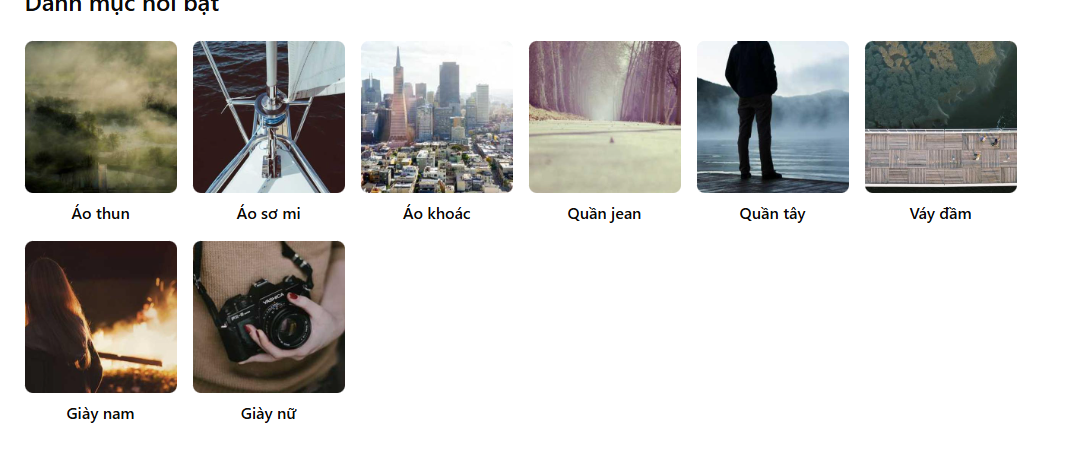 Danh mục nổi bật
Áo thun
Áo sơ mi
Áo khoác
Quần jean
Quần tây
Váy đầm
YASHICA
Giày nam
Giày nữ